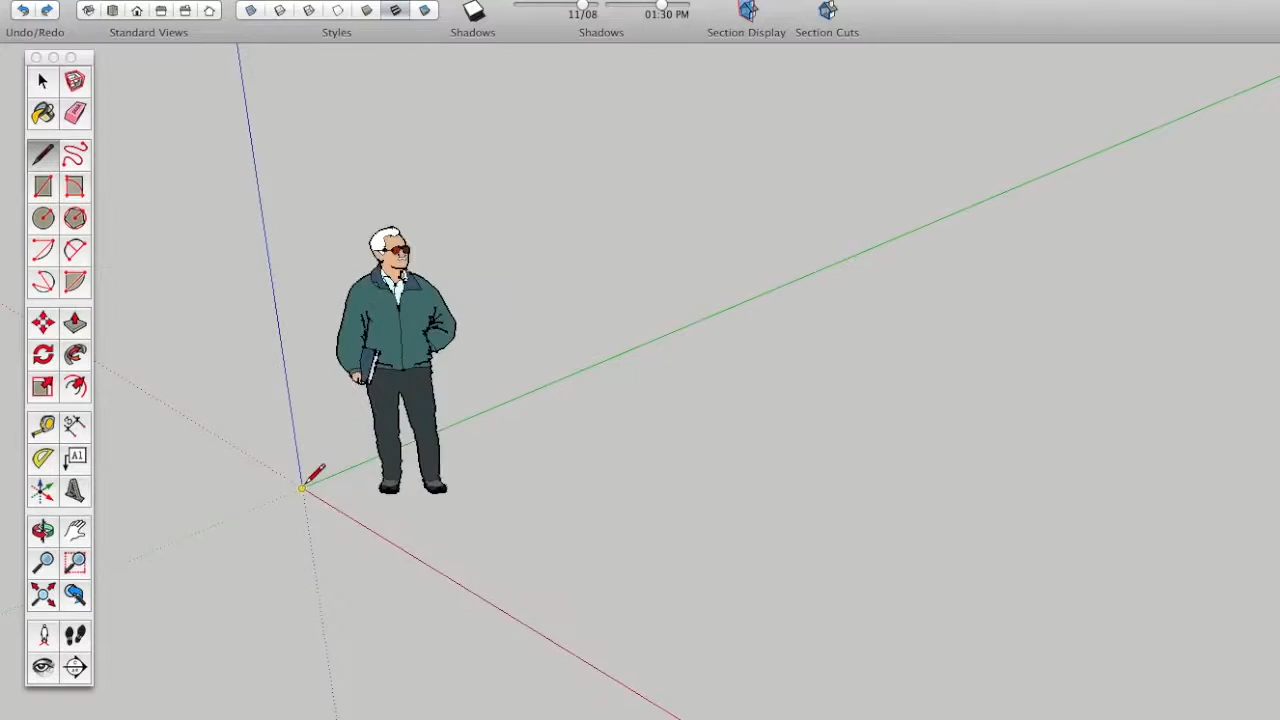 11/08
01:30 PM
Undo/Redo
Standard Views
Styles
Shadows
Shadows
Section Display
Section Cuts
A1